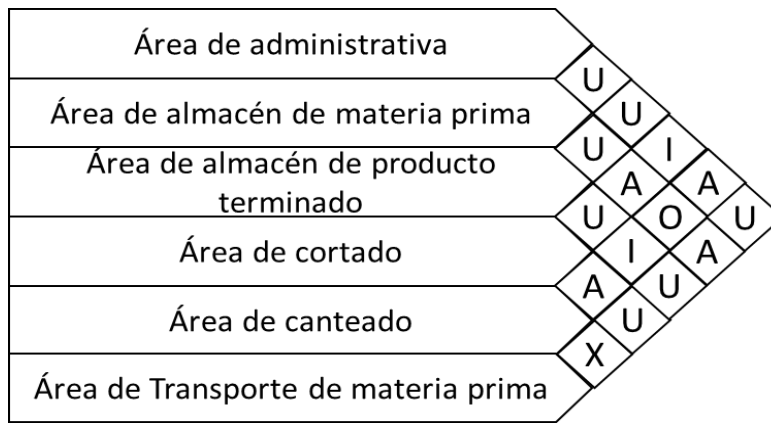 Área de administrativa
U
Área de almacén de materia prima
U
U I
Área de almacén de producto
terminado
A A
U O U
Área de cortado
I A
A U
Área de canteado
U
X
Área de Transporte de materia prima